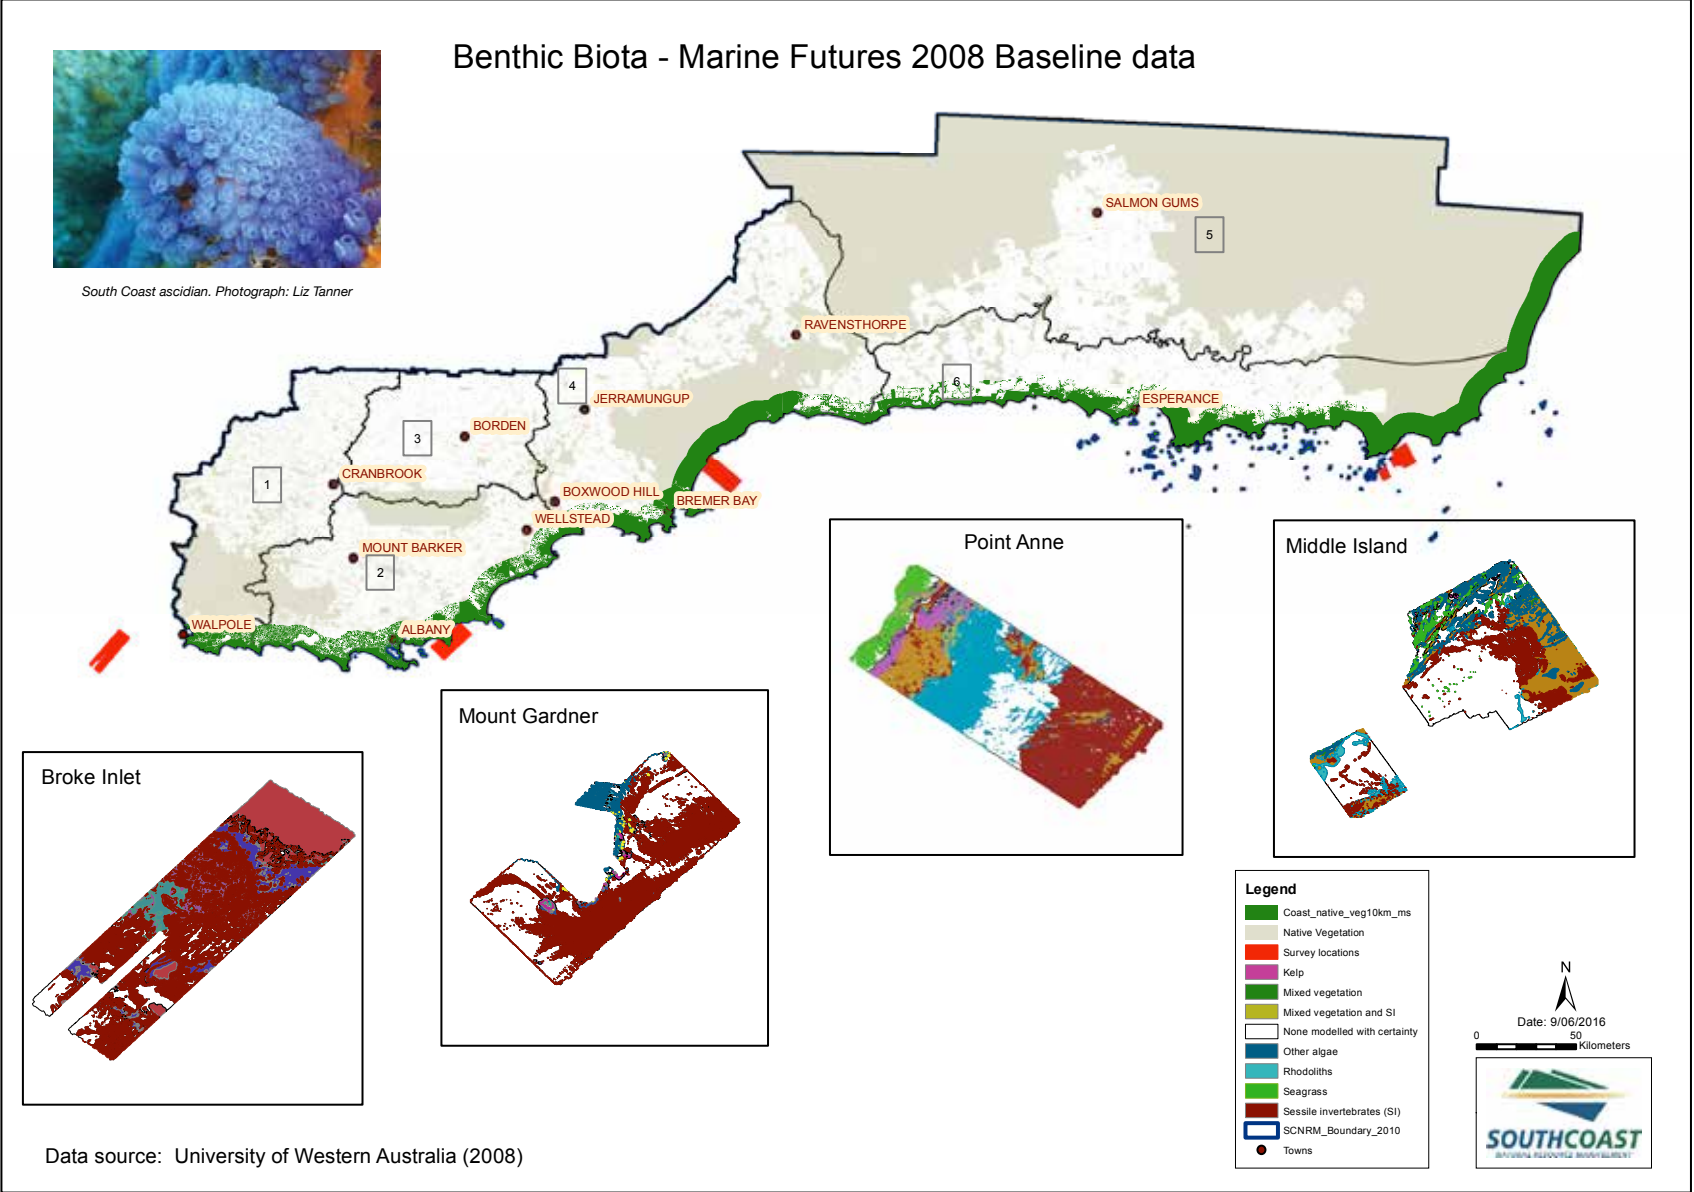 Benthic Biota - Marine Futures 2008 Baseline data
South Coast ascidian. Photograph: Liz Tanner
SALMON GUMS
5
RAVENSTHORPE
4
6
JERRAMUNGUP
ESPERANCE
3
BORDEN
CRANBROOK
1
BOXWOOD HILL
BREMER BAY
WELLSTEAD
MOUNT BARKER
2
WALPOLE
ALBANY
Point Anne
Middle Island
Mount Gardner
Broke Inlet
Legend
Coast_native_veg10km_ms
Native Vegetation
Survey locations
Kelp
Mixed vegetation
Mixed vegetation and SI
None modelled with certainty
Other algae
Rhodoliths
Seagrass
Sessile invertebrates (SI)
SCNRM_Boundary_2010
Towns
N
Date: 9/06/2016
0 50
Kilometers
SOUTHCOAST
NATURAL RESOURCE MANAGEMENT
Data source: University of Western Australia (2008)